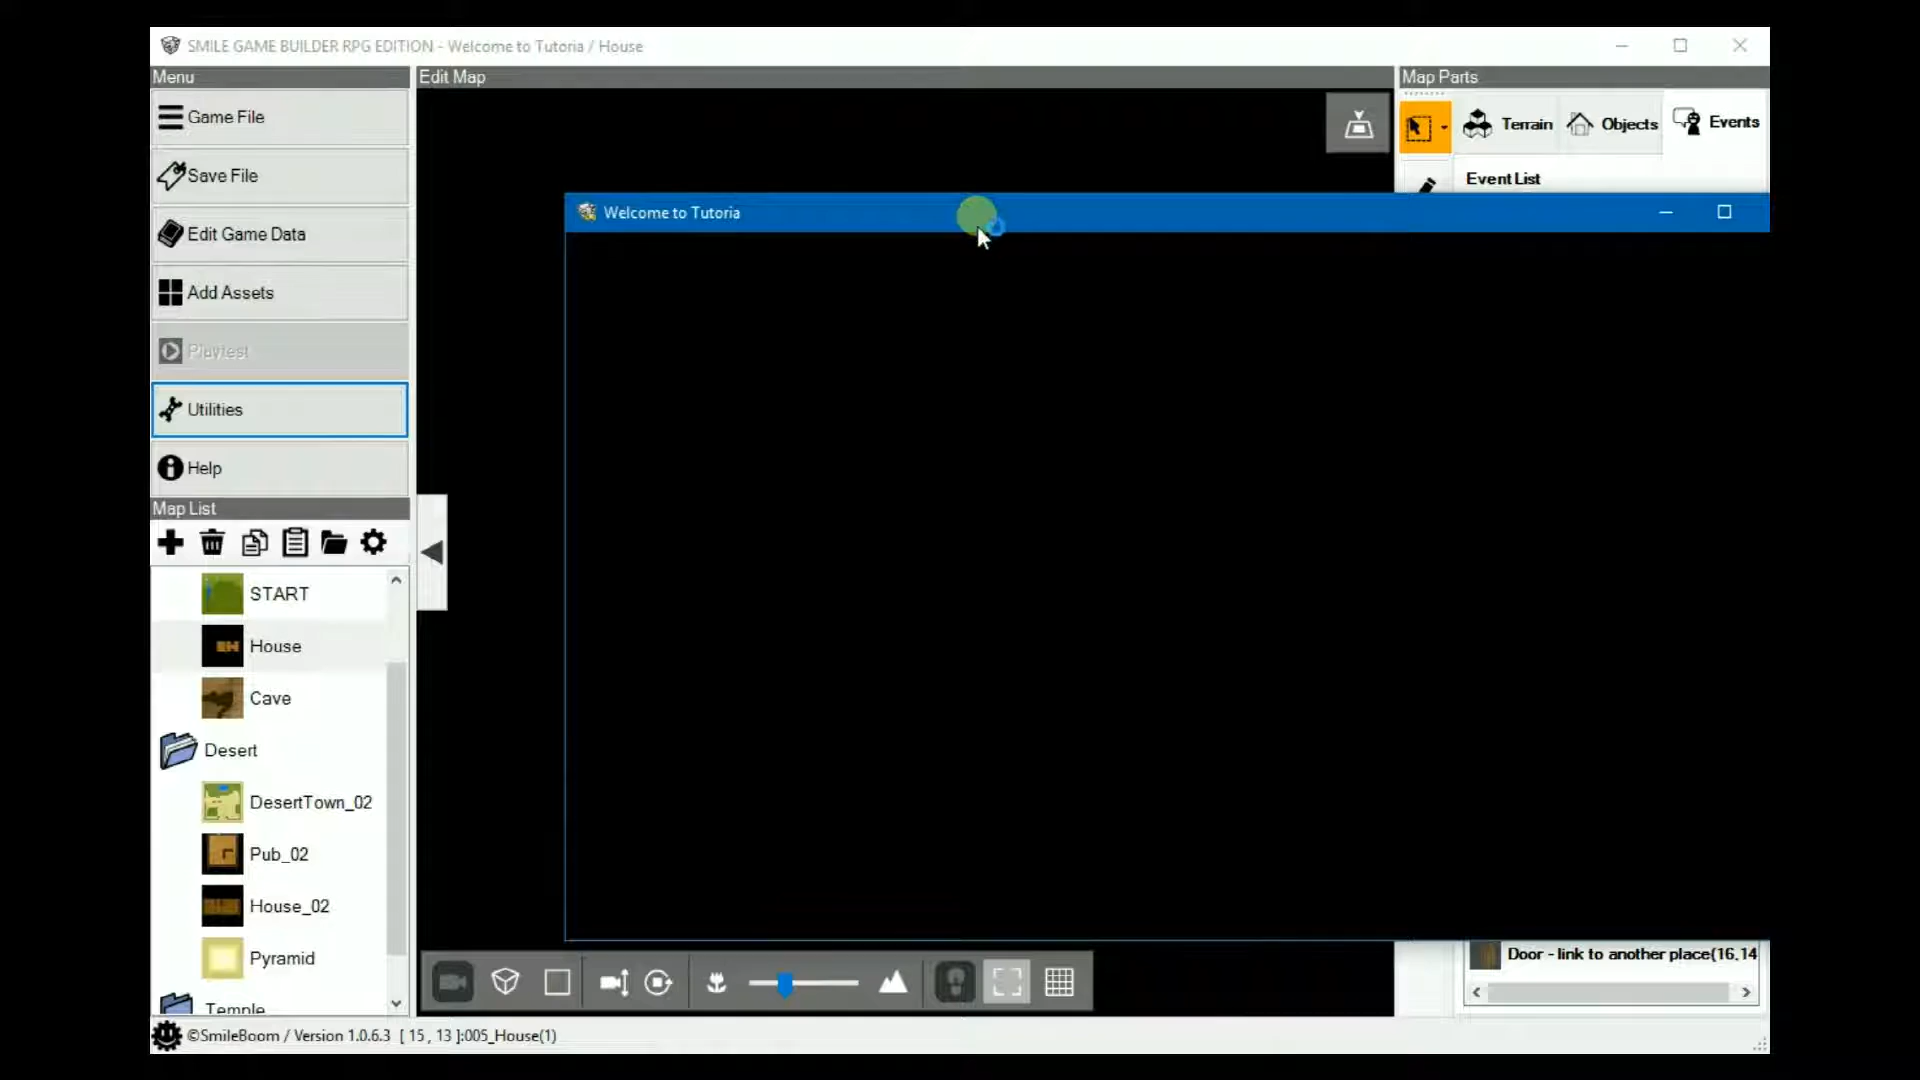 SMILE GAME BUILDER RPG EDITION - Welcome to Tutoria / House
Menu
Edit Map
Map Parts
Game File
Save File
Edit Game Data
Add Assets
Playtest
Utilities
Help
Terrain
Objects
Events
Event List
Welcome to Tutoria
Map List
START
House
Cave
Desert
DesertTown_02
Pub_02
House_02
Pyramid
Temple
Door - link to another place(16,14
©SmileBoom / Version 1.0.6.3 [ 15 , 13 ]:005_House(1)